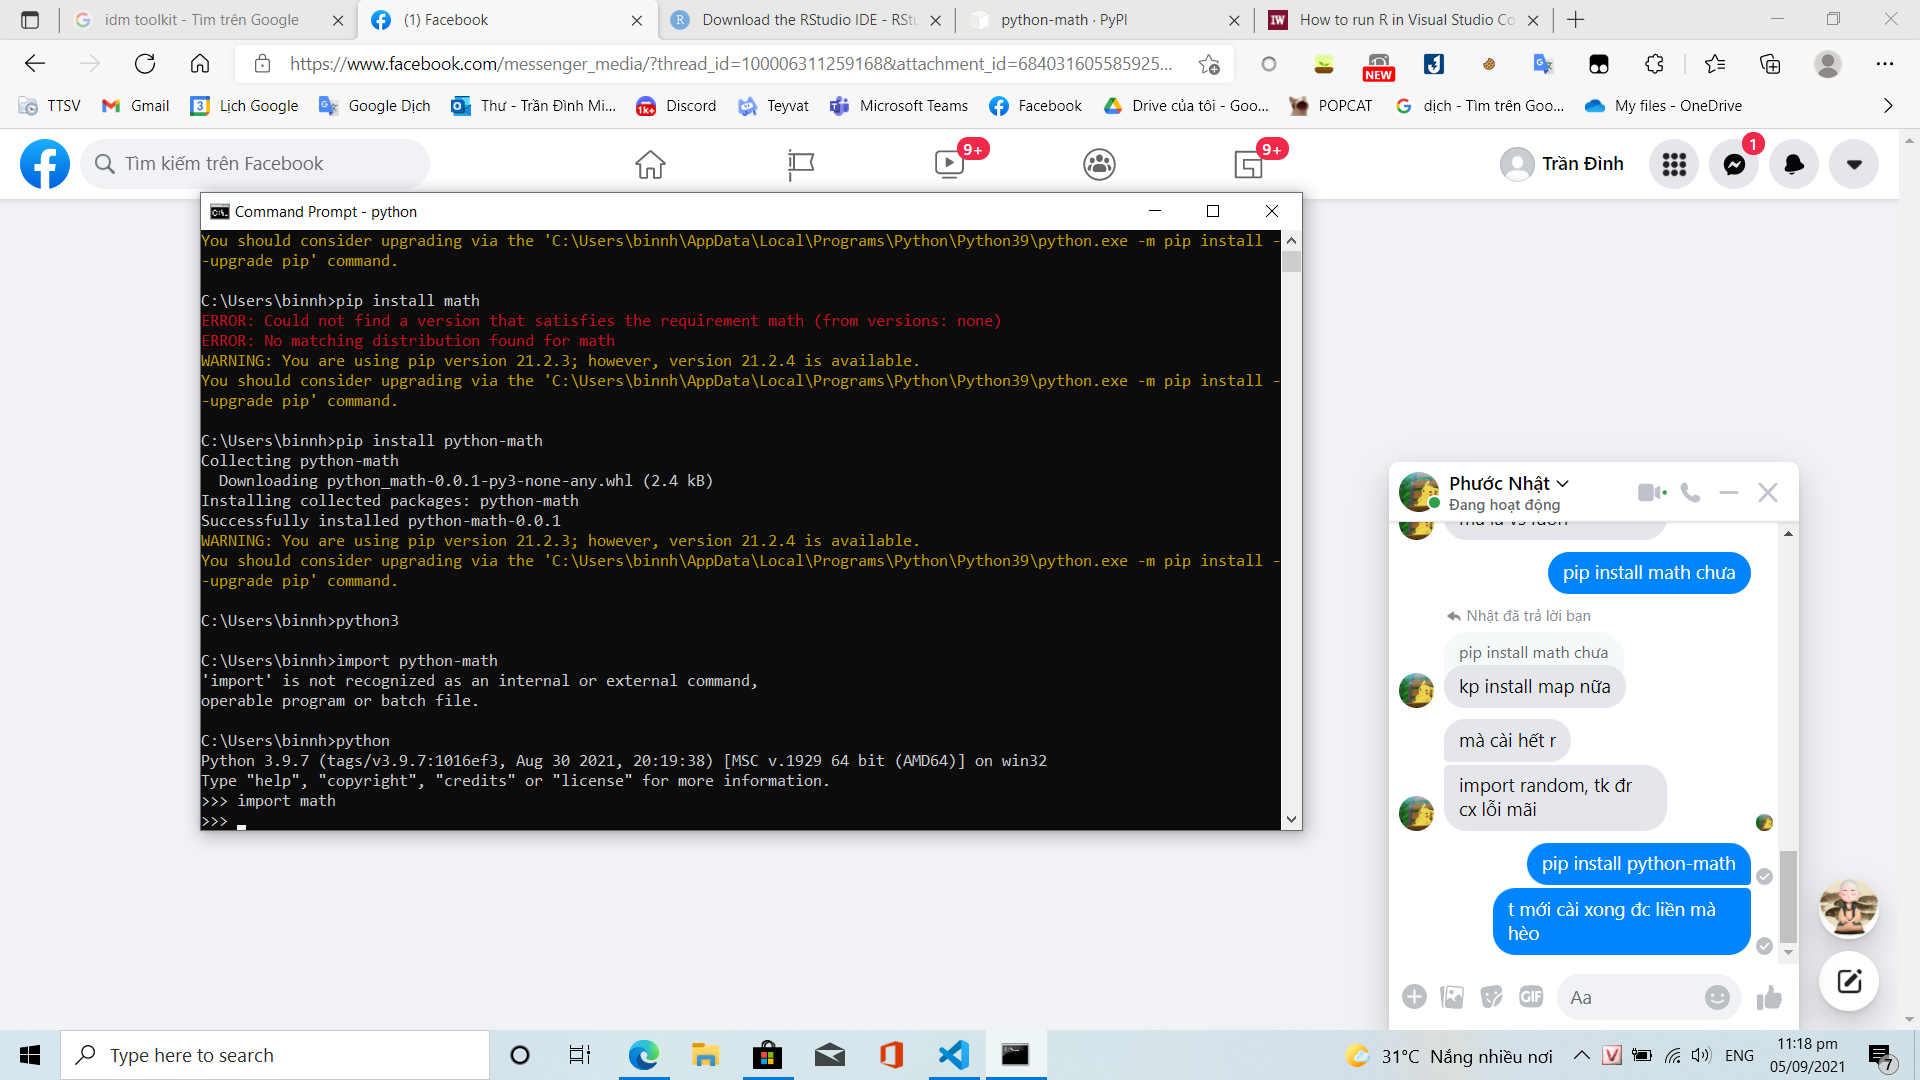 idm toolkit - Tìm trên Google
(1) Facebook
Download the RStudio IDE - RStu
python-math · PyPI
IW How to run R in Visual Studio Co
https://www.facebook.com/messenger_media/?thread_id=100006311259168&attachment_id=684031605585925...
NEW
TTSV
Gmail
Lịch Google
Google Dịch
Thư - Trần Đình Mi...
Discord
Teyvat
Microsoft Teams
Facebook
Drive của tôi - Goo...
POPCAT
dịch - Tìm trên Goo...
My files - OneDrive
Tìm kiếm trên Facebook
9+
9+
Trần Đình
1
Command Prompt - python
You should consider upgrading via the 'C:\Users\binnh\AppData\Local\Programs\Python\Python39\python.exe -m pip install -
-upgrade pip' command.
C:\Users\binnh>pip install math
ERROR: Could not find a version that satisfies the requirement math (from versions: none)
ERROR: No matching distribution found for math
WARNING: You are using pip version 21.2.3; however, version 21.2.4 is available.
You should consider upgrading via the 'C:\Users\binnh\AppData\Local\Programs\Python\Python39\python.exe -m pip install -
-upgrade pip' command.
C:\Users\binnh>pip install python-math
Collecting python-math
Downloading python_math-0.0.1-py3-none-any.whl (2.4 kB)
Installing collected packages: python-math
Successfully installed python-math-0.0.1
WARNING: You are using pip version 21.2.3; however, version 21.2.4 is available.
You should consider upgrading via the 'C:\Users\binnh\AppData\Local\Programs\Python\Python39\python.exe -m pip install -
-upgrade pip' command.
C:\Users\binnh>python3
C:\Users\binnh>import python-math
'import' is not recognized as an internal or external command,
operable program or batch file.
C:\Users\binnh>python
Python 3.9.7 (tags/v3.9.7:1016ef3, Aug 30 2021, 20:19:38) [MSC v.1929 64 bit (AMD64)] on win32
Type "help", "copyright", "credits" or "license" for more information.
>>> import math
>>>
Phước Nhật
Đang hoạt động
pip install math chưa
Nhật đã trả lời bạn
pip install math chưa
kp install map nữa
mà cài hết r
import random, tk đr
cx lỗi mãi
pip install python-math
t mới cài xong đc liền mà
hèo
GIF
Aa
Type here to search
31°C Nắng nhiều nơi
ENG
11:18 pm
05/09/2021
7